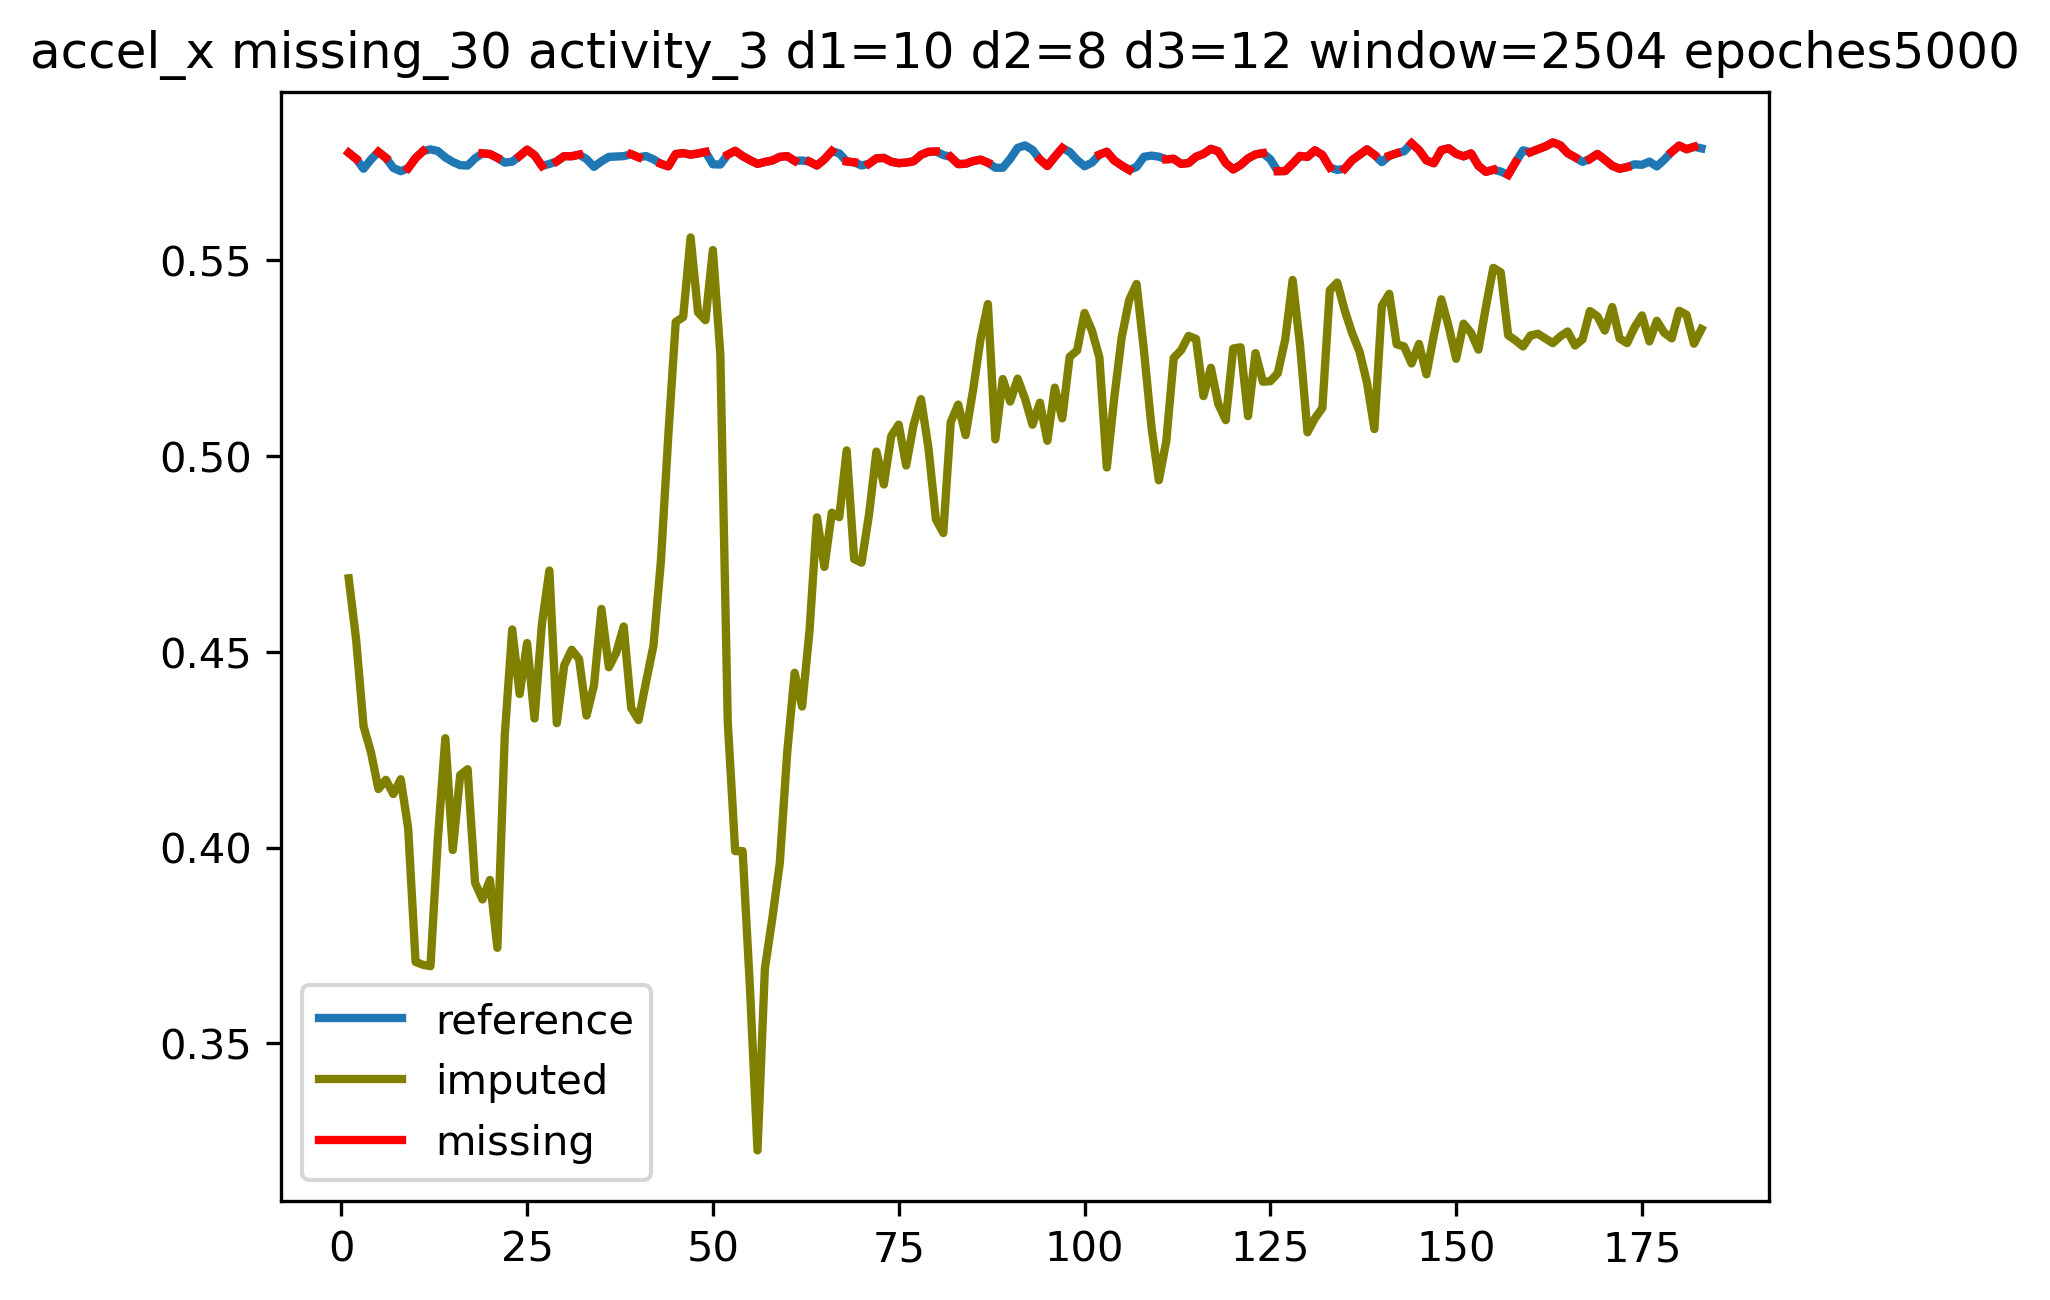 accel_x missing_30 activity_3 d1=10 d2=8 d3=12 window=2504 epoches5000
0.55
0.50
0.45
0.40
0.35
reference
imputed
missing
0 25 50 75 100 125 150 175